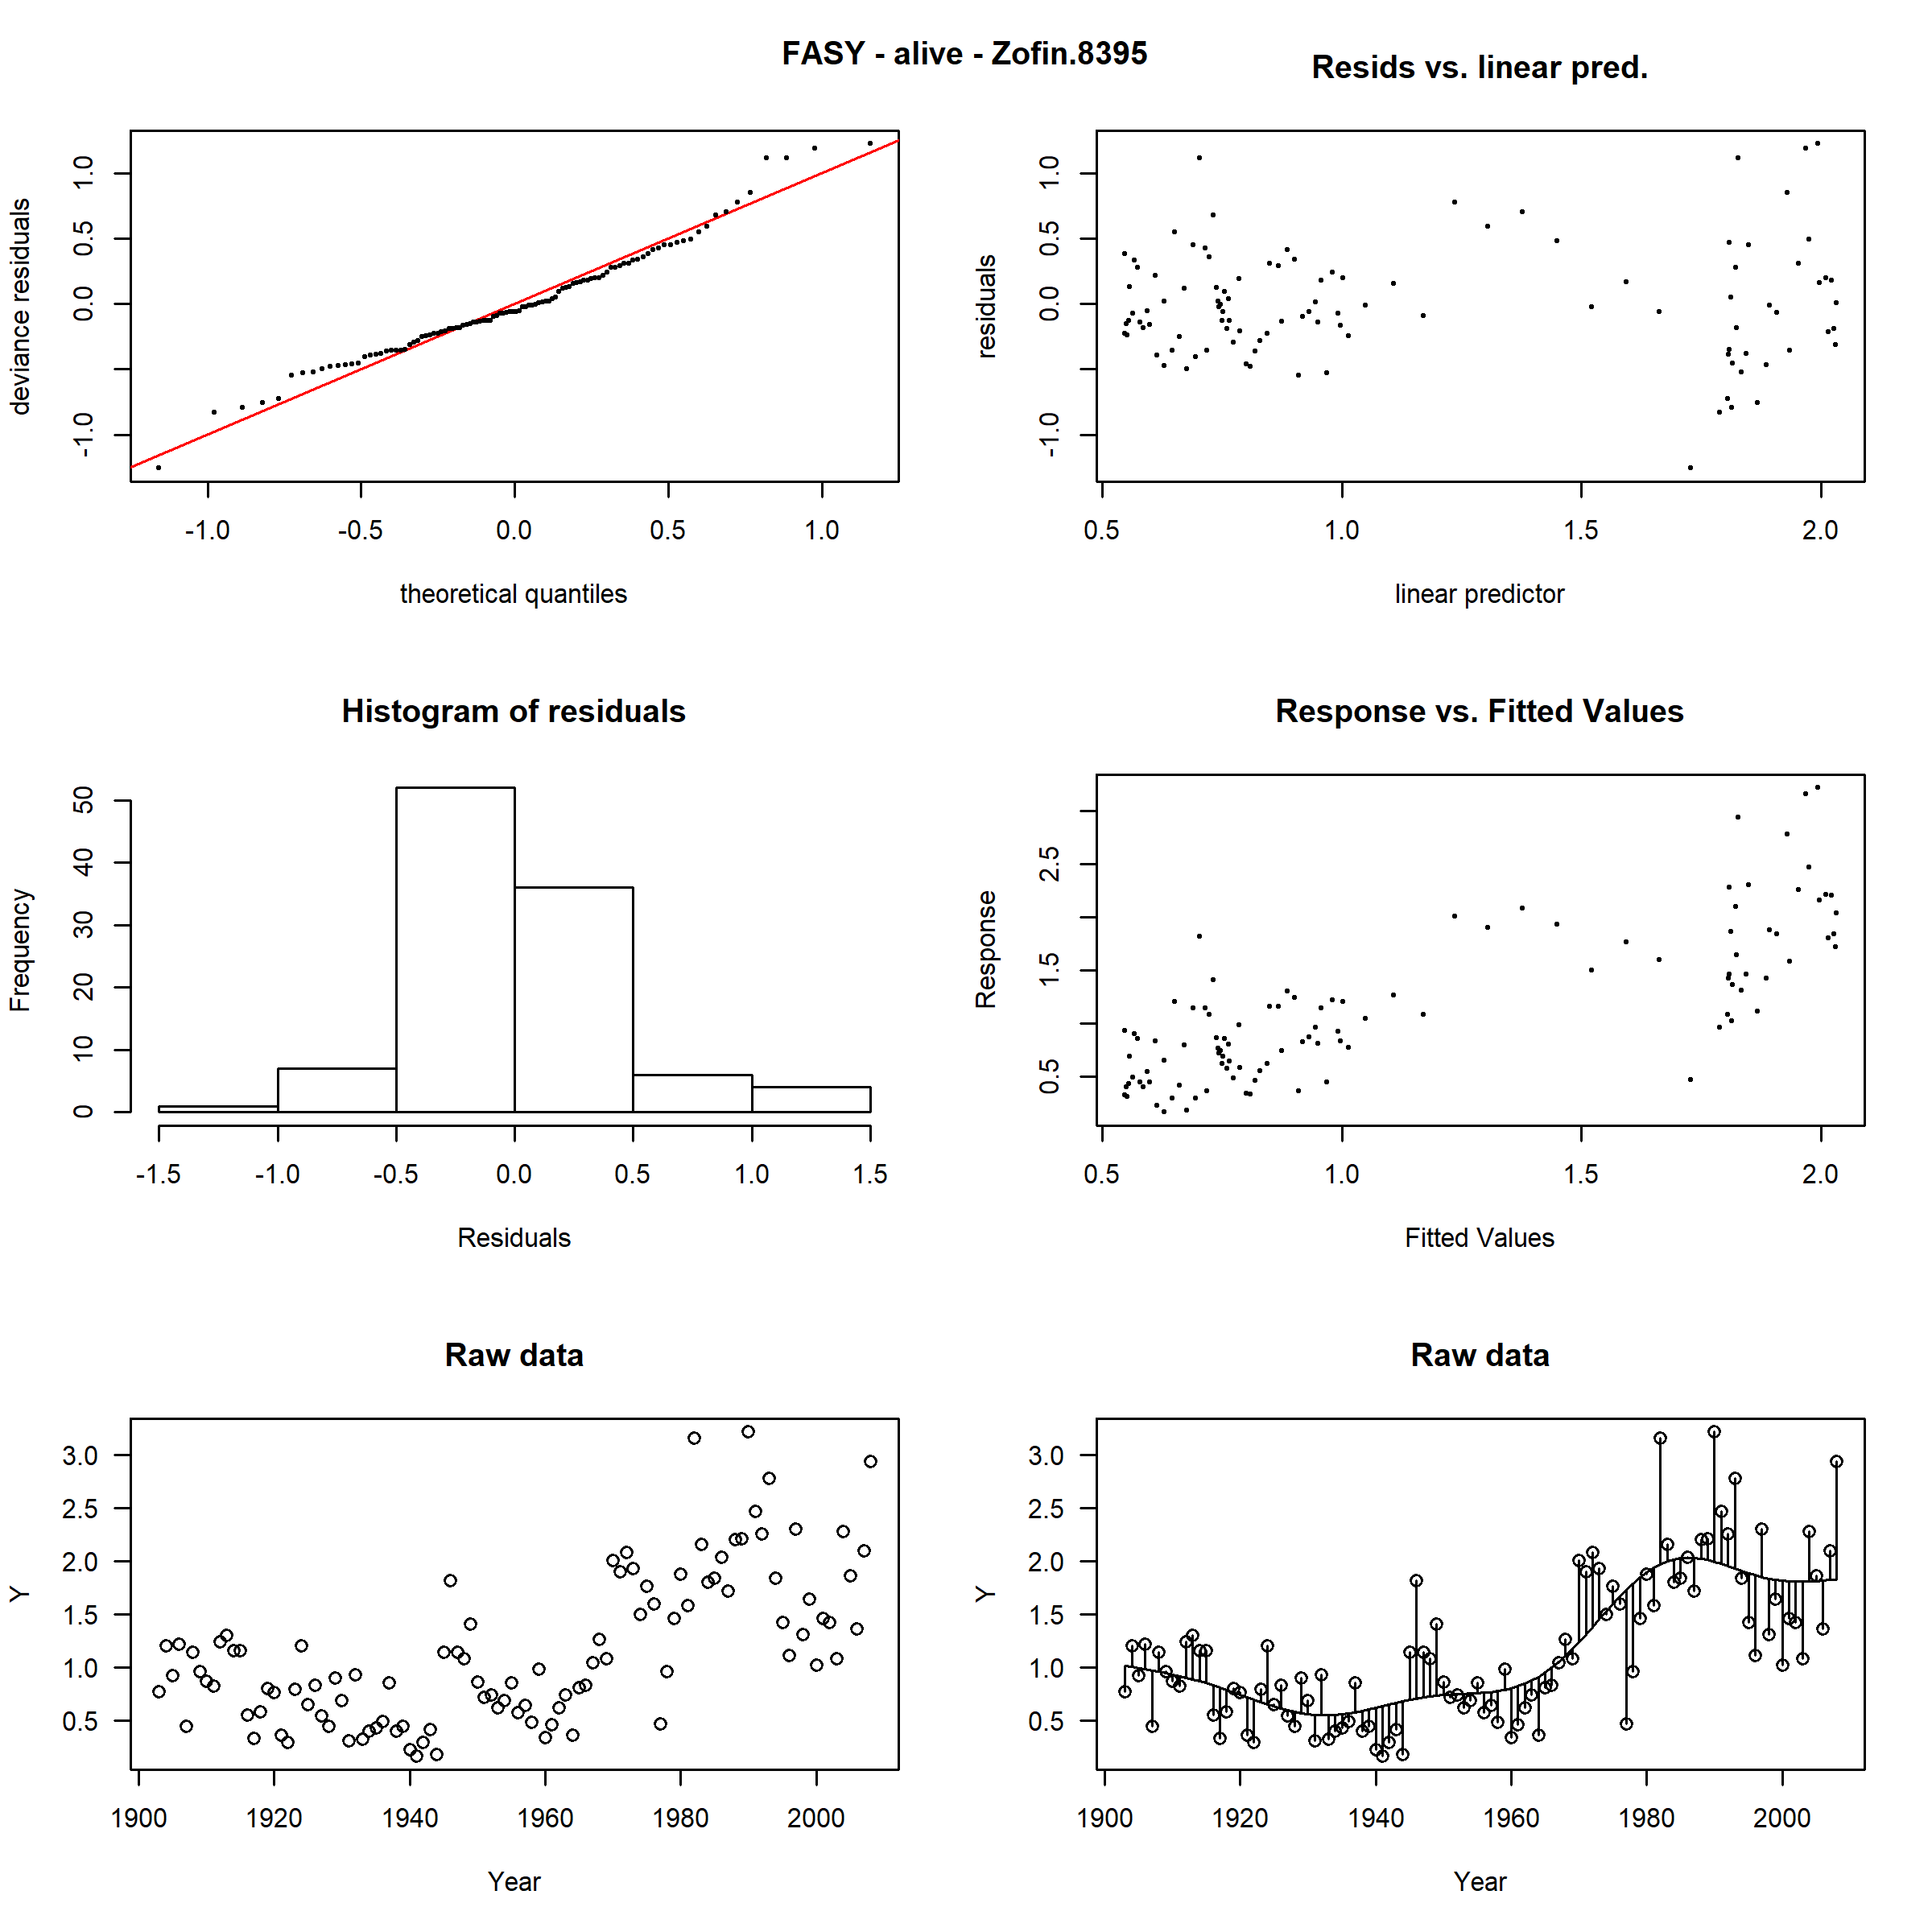 FASY - alive - Zofin.8395
Resids vs. linear pred.
deviance residuals
-1.0 0.0 0.5 1.0
-1.0 -0.5 0.0 0.5 1.0
theoretical quantiles
residuals
-1.0 0.0 0.5 1.0
0.5 1.0 1.5 2.0
linear predictor
Histogram of residuals
Frequency
0 10 20 30 40 50
-1.5 -1.0 -0.5 0.0 0.5 1.0 1.5
Residuals
Response vs. Fitted Values
Response
0.5 1.5 2.5
0.5 1.0 1.5 2.0
Fitted Values
Raw data
Y
3.0
2.5
2.0
1.5
1.0
0.5
1900 1920 1940 1960 1980 2000
Year
Raw data
Y
3.0
2.5
2.0
1.5
1.0
0.5
1900 1920 1940 1960 1980 2000
Year